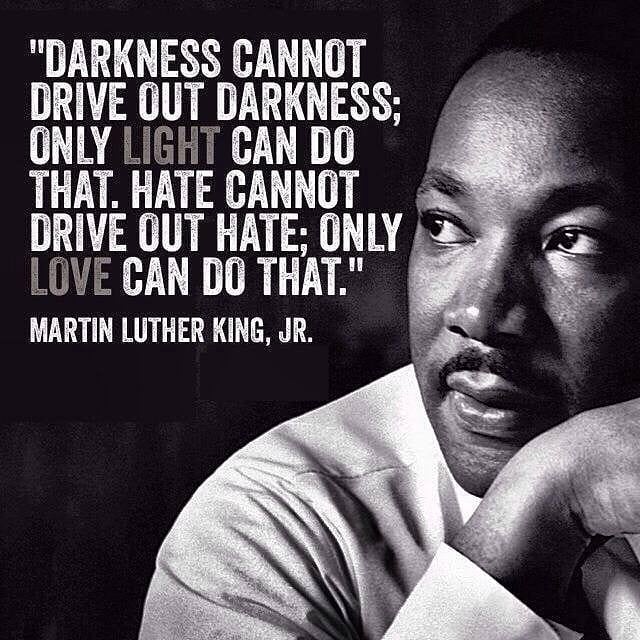 "DARKNESS CANNOT
DRIVE OUT DARKNESS;
ONLY LIGHT CAN DO
THAT. HATE CANNOT
DRIVE OUT HATE; ONLY
LOVE CAN DO THAT."
MARTIN LUTHER KING, JR.